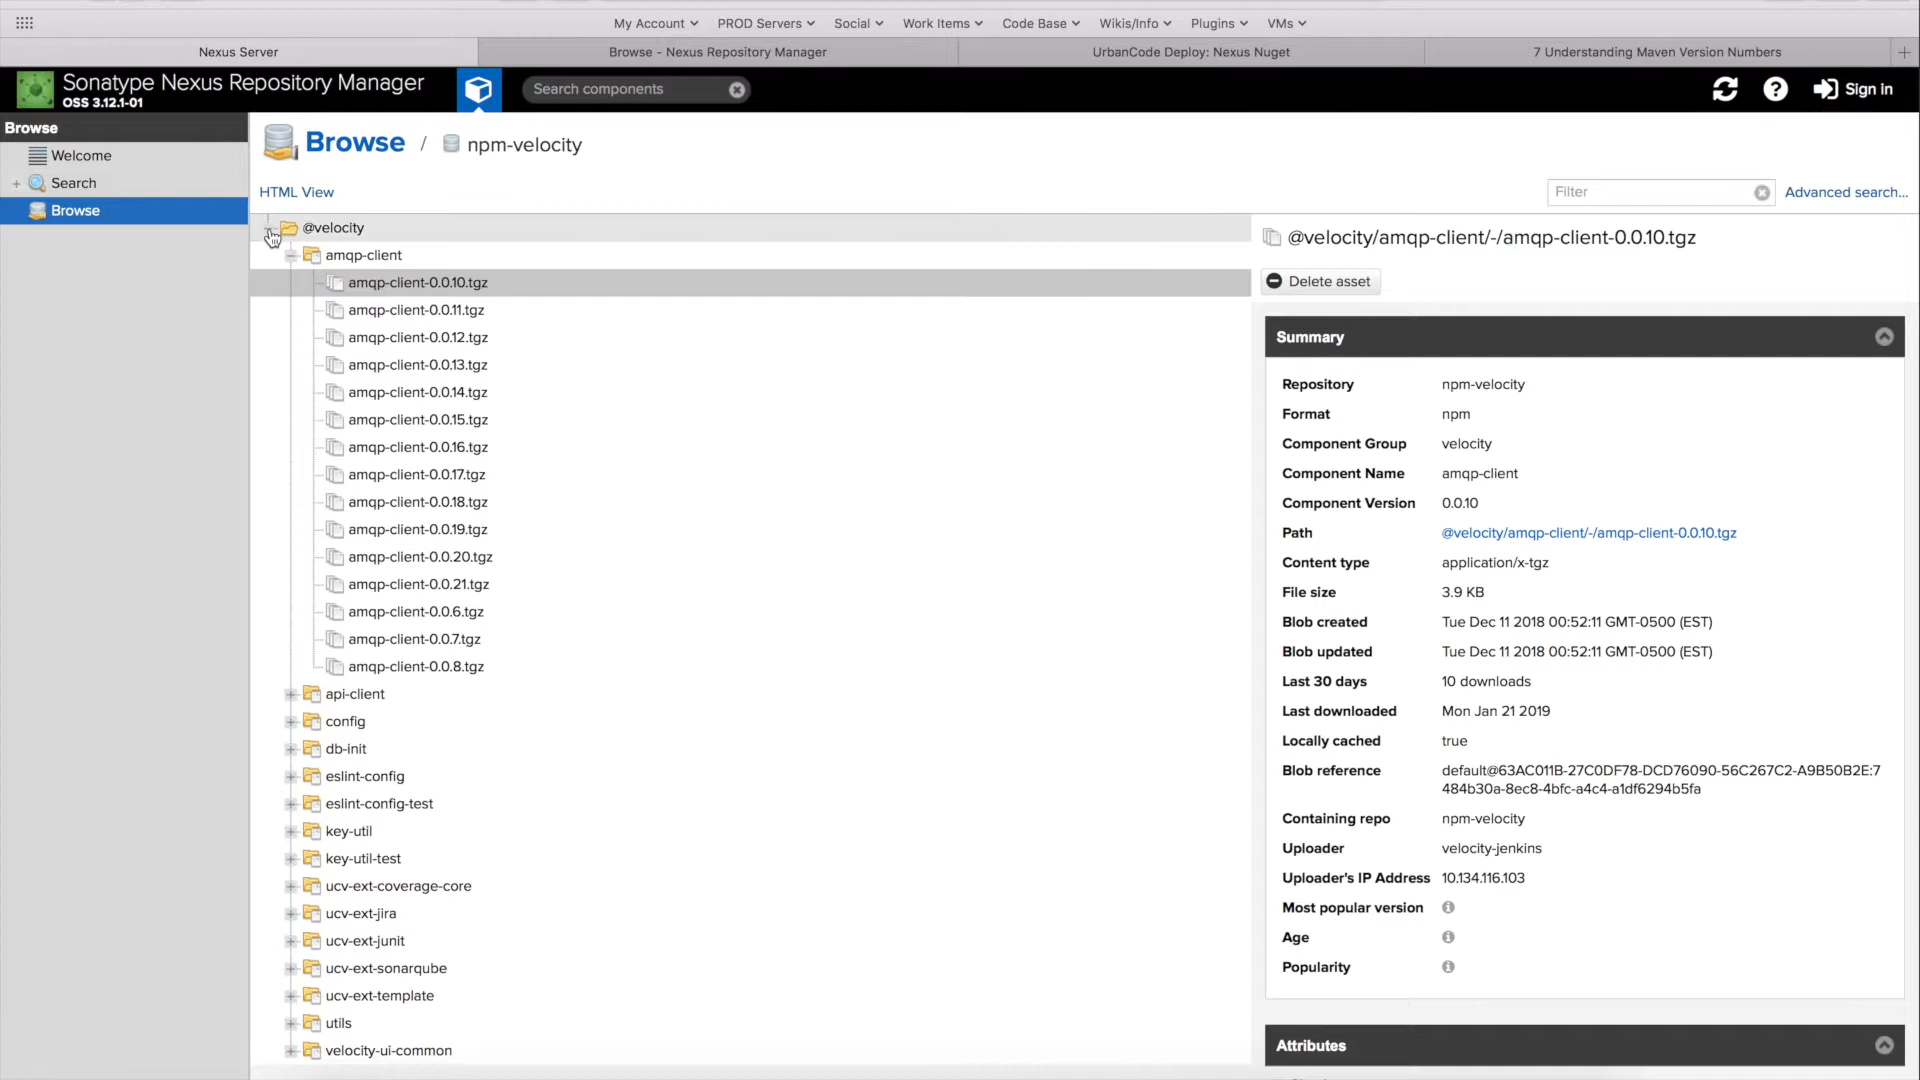 My Account PROD Servers Social Work Items Code Base Wikis/Info Plugins VMs
Nexus Server Browse - Nexus Repository Manager UrbanCode Deploy: Nexus Nuget 7 Understanding Maven Version Numbers
Sonatype Nexus Repository Manager
OSS 3.12.1-01
Search components
Sign in
Browse
Welcome
Search
Browse
Browse / npm-velocity
HTML View
Filter
Advanced search...
@velocity
amqp-client
amqp-client-0.0.10.tgz
amqp-client-0.0.11.tgz
amqp-client-0.0.12.tgz
amqp-client-0.0.13.tgz
amqp-client-0.0.14.tgz
amqp-client-0.0.15.tgz
amqp-client-0.0.16.tgz
amqp-client-0.0.17.tgz
amqp-client-0.0.18.tgz
amqp-client-0.0.19.tgz
amqp-client-0.0.20.tgz
amqp-client-0.0.21.tgz
amqp-client-0.0.6.tgz
amqp-client-0.0.7.tgz
amqp-client-0.0.8.tgz
api-client
config
db-init
eslint-config
eslint-config-test
key-util
key-util-test
ucv-ext-coverage-core
ucv-ext-jira
ucv-ext-junit
ucv-ext-sonarqube
ucv-ext-template
utils
velocity-ui-common
@velocity/amqp-client/-/amqp-client-0.0.10.tgz
Delete asset
Summary
Repository npm-velocity
Format npm
Component Group velocity
Component Name amqp-client
Component Version 0.0.10
Path @velocity/amqp-client/-/amqp-client-0.0.10.tgz
Content type application/x-tgz
File size 3.9 KB
Blob created Tue Dec 11 2018 00:52:11 GMT-0500 (EST)
Blob updated Tue Dec 11 2018 00:52:11 GMT-0500 (EST)
Last 30 days 10 downloads
Last downloaded Mon Jan 21 2019
Locally cached true
Blob reference default@63AC011B-27C0DF78-DCD76090-56C267C2-A9B50B2E:7
484b30a-8ec8-4bfc-a4c4-a1df6294b5fa
Containing repo npm-velocity
Uploader velocity-jenkins
Uploader's IP Address 10.134.116.103
Most popular version
Age
Popularity
Attributes